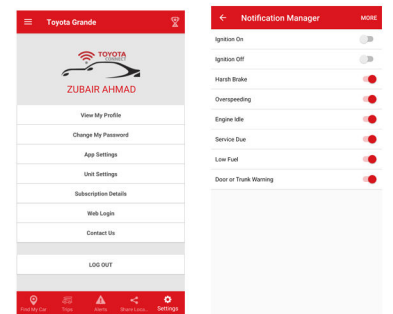 Toyota Grande
TOYOTA
CONNECT
ZUBAIR AHMAD
View My Profile
Change My Password
App Settings
Unit Settings
Subscription Details
Web Login
Contact Us
LOG OUT
Find My Car
Trips
Alerts
Share Loca...
Settings
Notification Manager
MORE
Ignition On
Ignition Off
Harsh Brake
Overspeeding
Engine Idle
Service Due
Low Fuel
Door or Trunk Warning